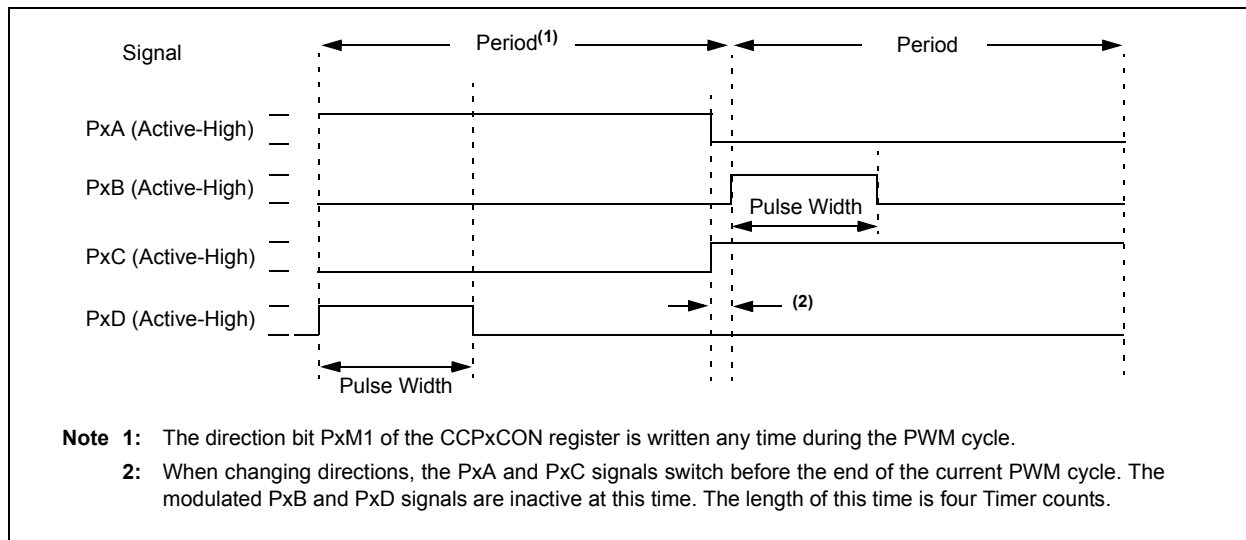 Signal
Period(1)
Period
PxA (Active-High)
PxB (Active-High)
Pulse Width
PxC (Active-High)
(2)
PxD (Active-High)
Pulse Width
Note 1: The direction bit PxM1 of the CCPxCON register is written any time during the PWM cycle.
2: When changing directions, the PxA and PxC signals switch before the end of the current PWM cycle. The
modulated PxB and PxD signals are inactive at this time. The length of this time is four Timer counts.